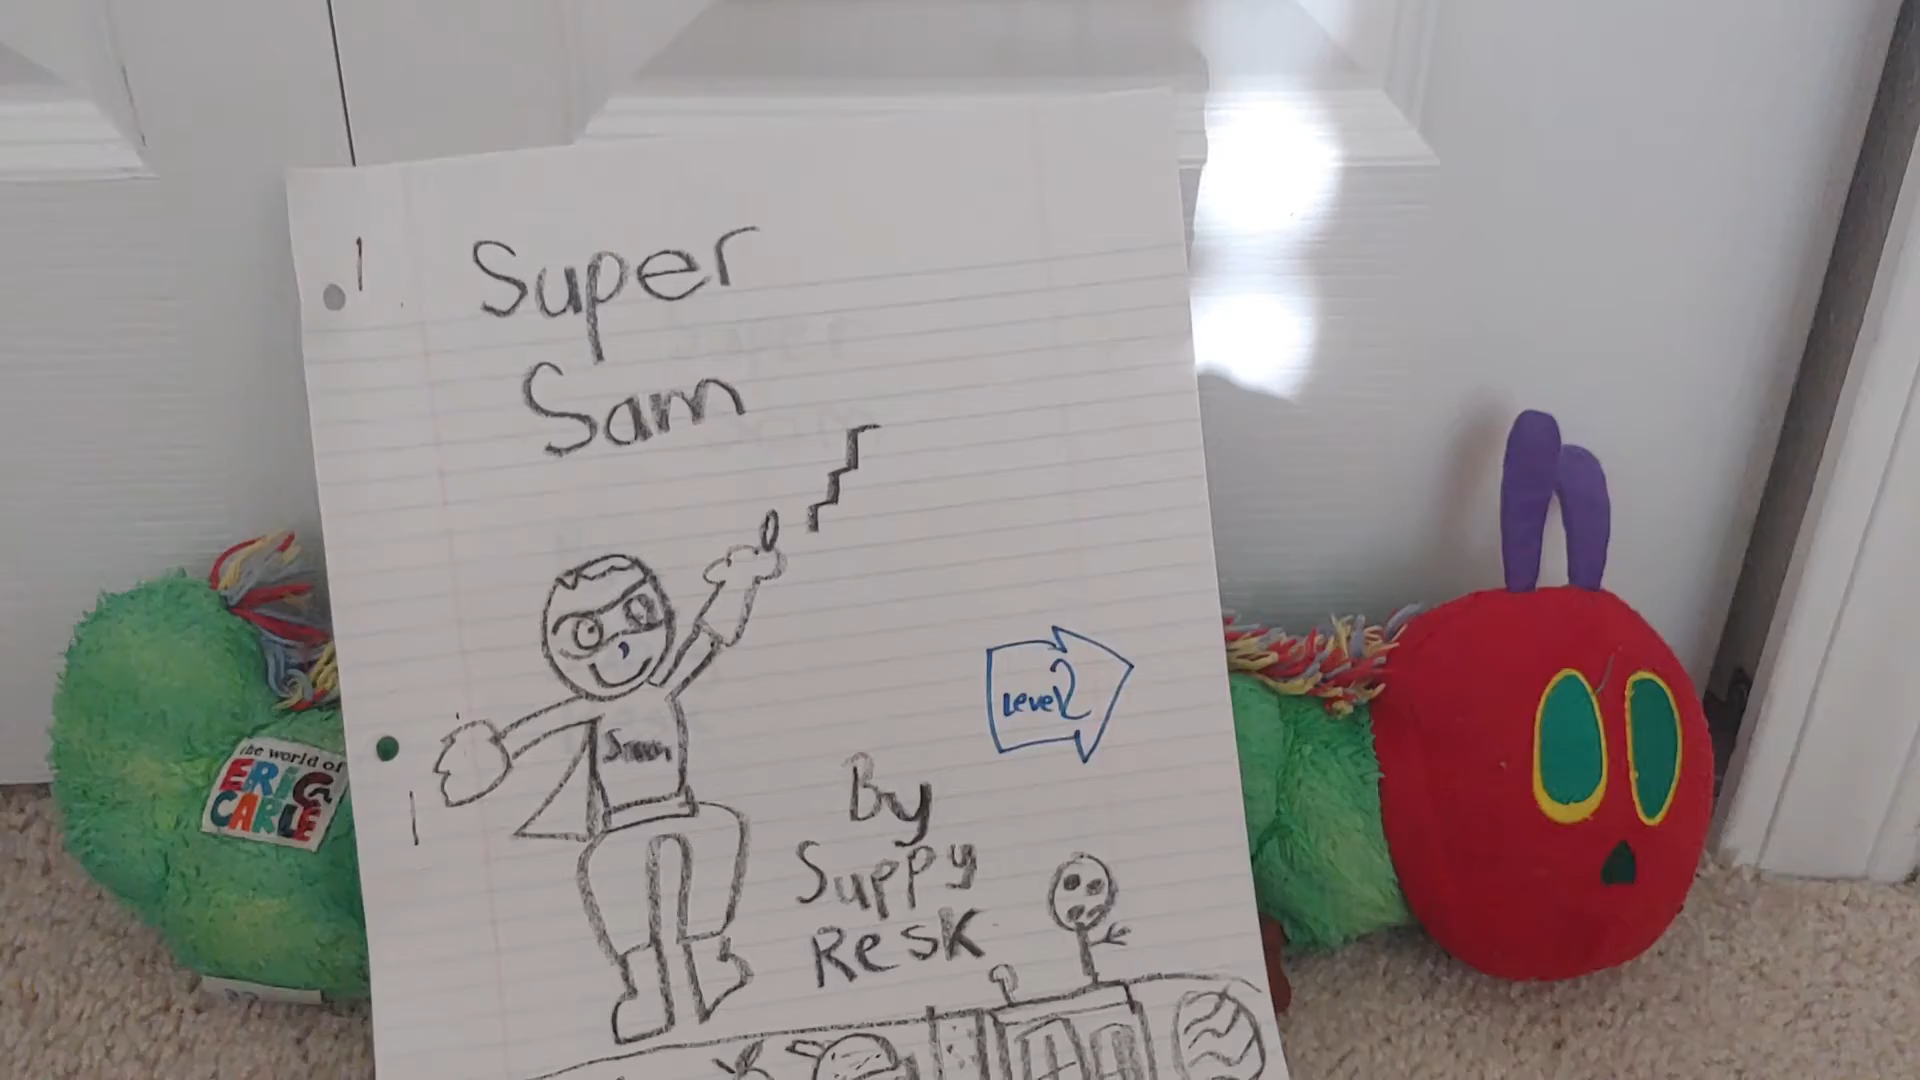 Super
Sam
Level 2
Sam
By
Suppy
Resk
the world of
ERIC
CARLE